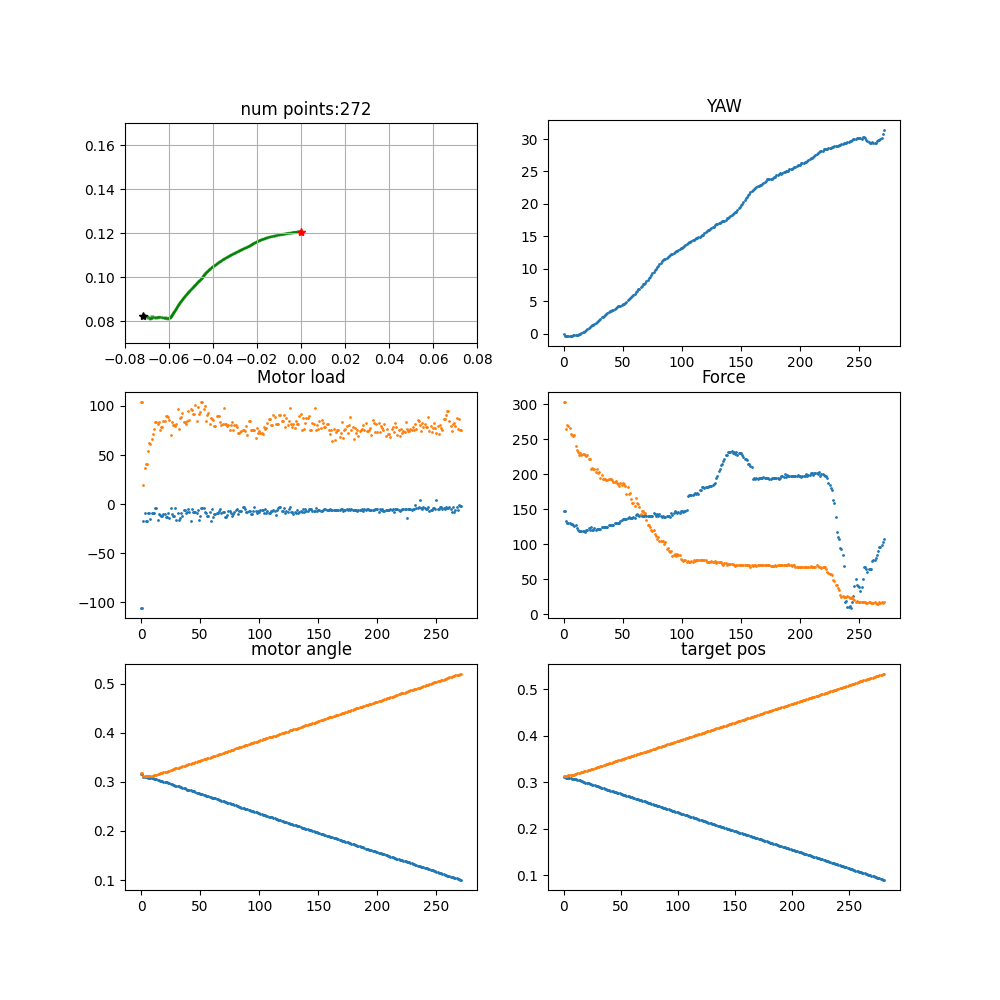 num points:272
0.16
0.14
0.12
0.10
0.08
−0.08 −0.06 −0.04 −0.02 0.00 0.02 0.04 0.06 0.08
YAW
30
25
20
15
10
5
0
0 50 100 150 200 250
Motor load
100
50
0
−50
−100
0 50 100 150 200 250
Force
300
250
200
150
100
50
0
0 50 100 150 200 250
motor angle
0.5
0.4
0.3
0.2
0.1
0 50 100 150 200 250
target pos
0.5
0.4
0.3
0.2
0.1
0 50 100 150 200 250